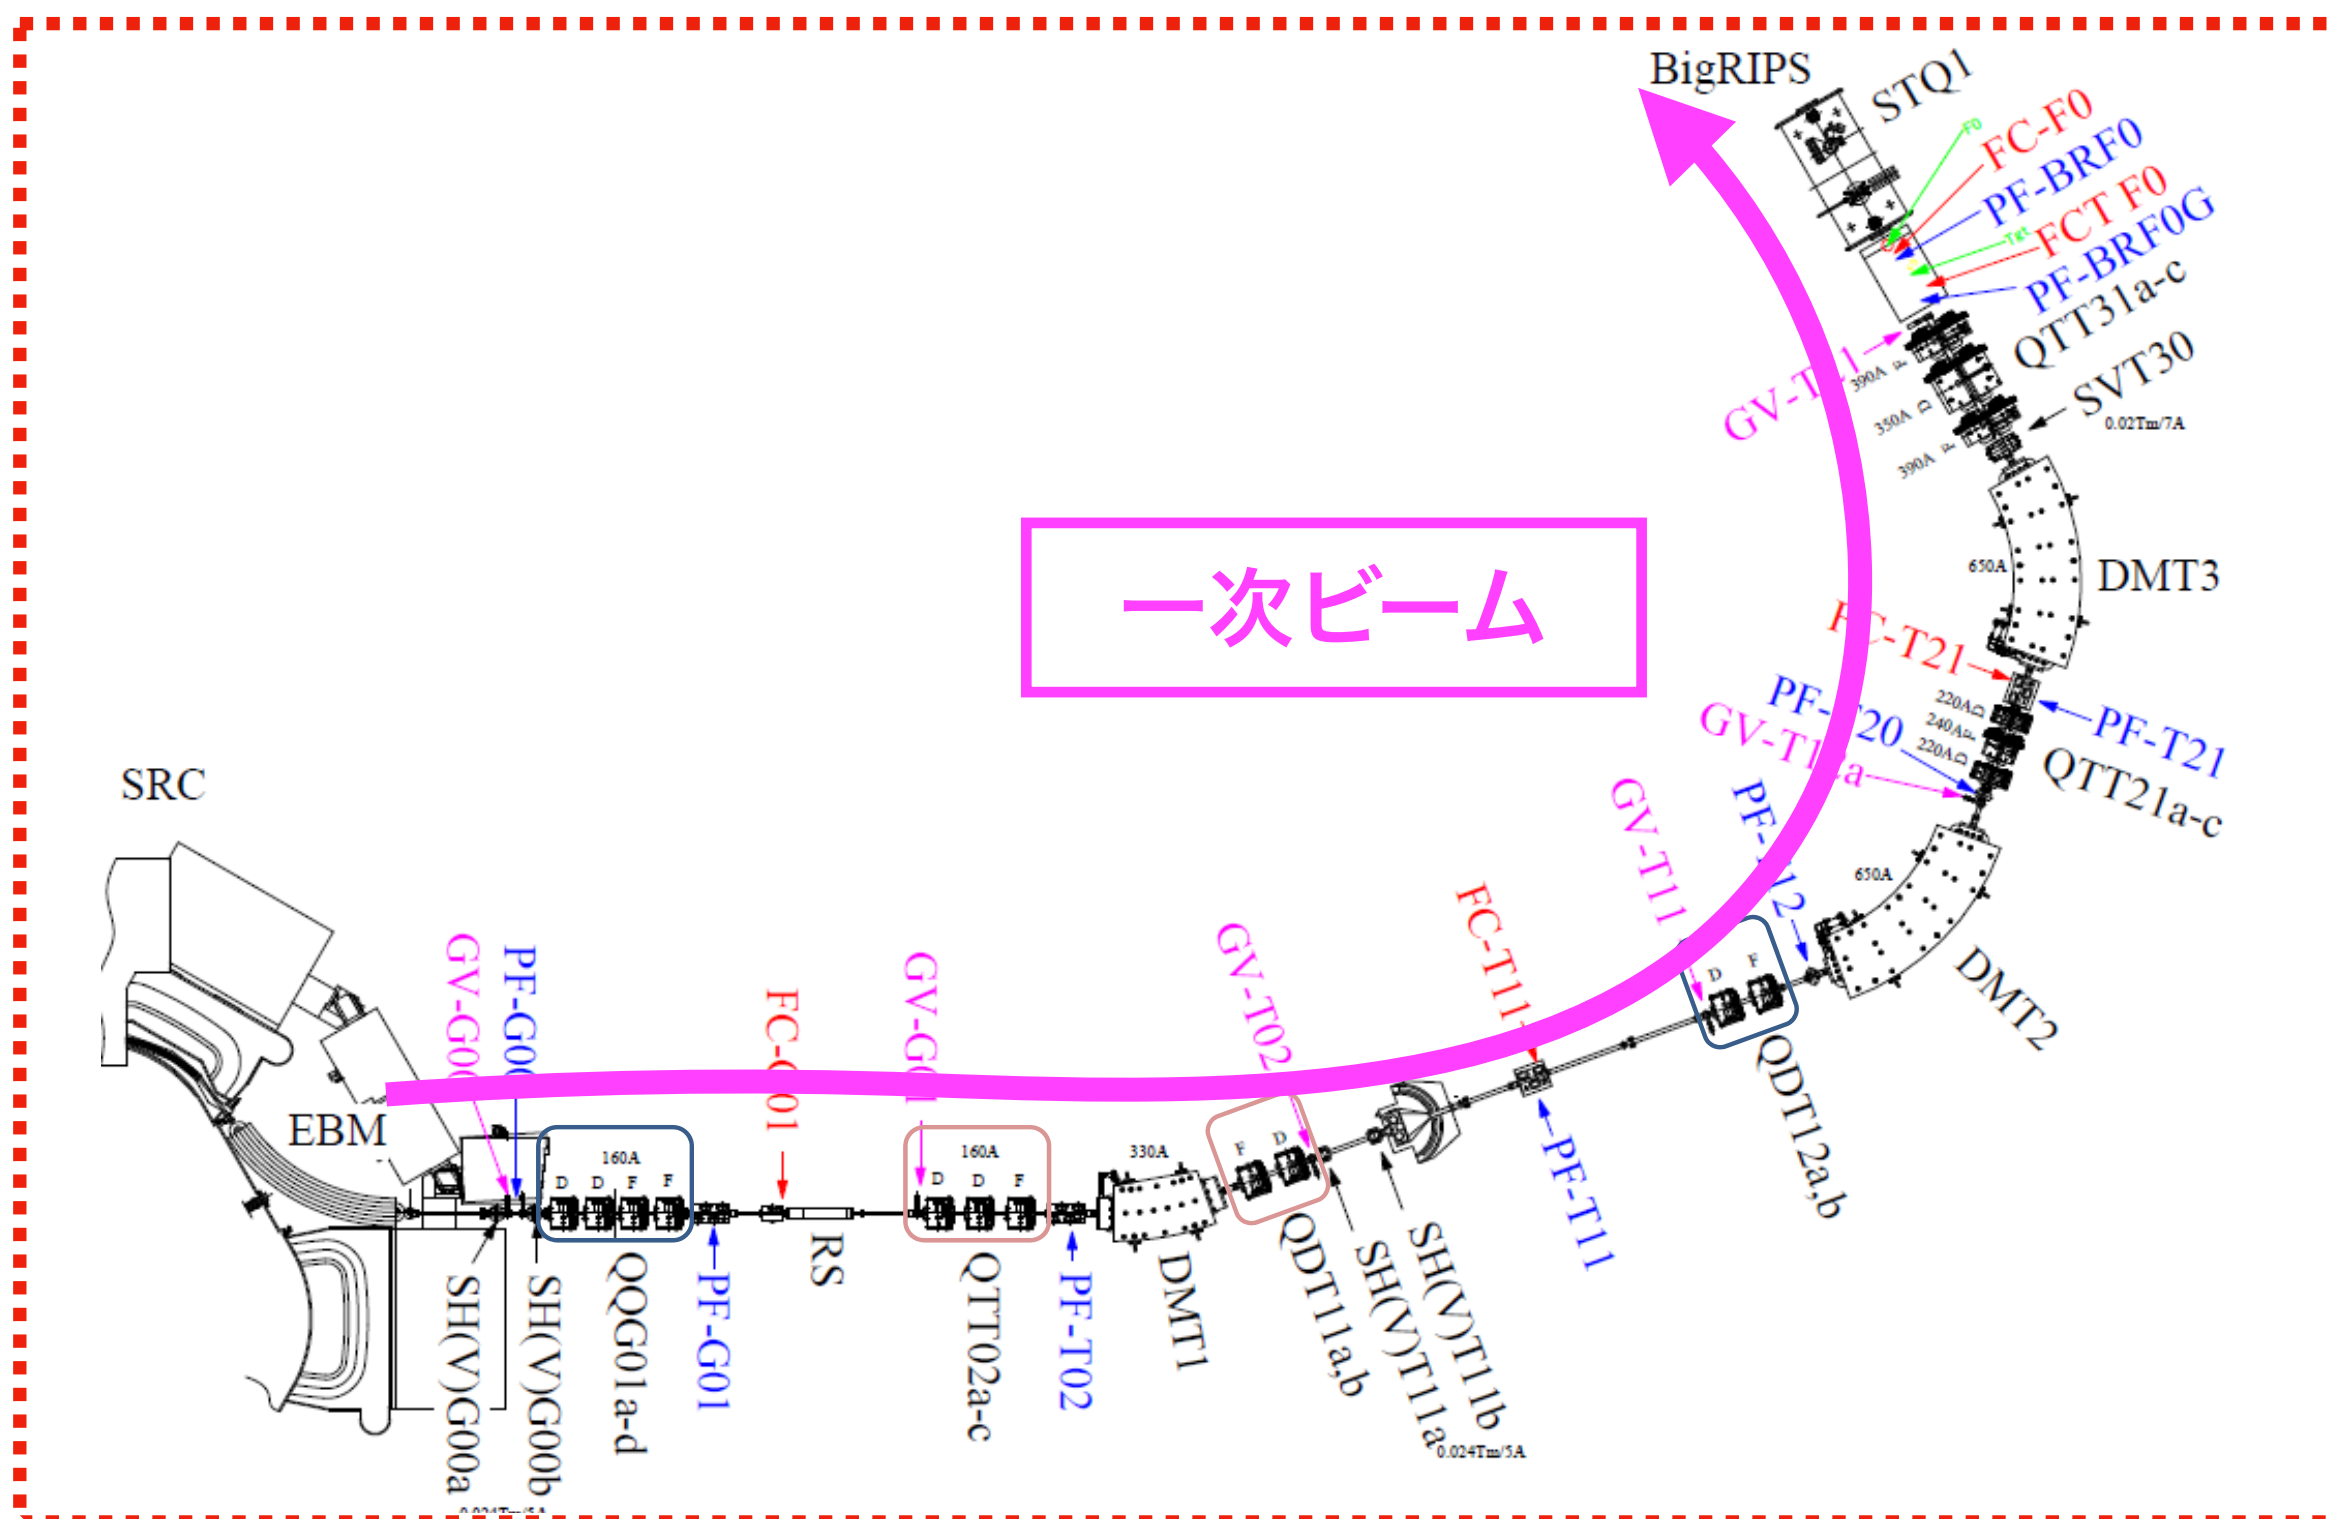 BigRIPS
STQ1
F0
FC-F0
PF-BRF0
Tgt
FCT F0
PF-BRF0G
QTT31a-c
390A F
350A D
390A F
SVT30
0.02Tm/7A
650A
DMT3
一次ビーム
PF-T21
220A D
240A F
220A D
QTT21a-c
650A
DMT2
GV-T11
D
F
QDT12a,b
FC-T11
PF-T11
GV-T02
F
D
QDT11a,b
SH(V)T11a
SH(V)T11b
0.024Tm/5A
330A
DMT1
160A
D
D
F
QTT02a-c
PF-T02
RS
SRC
EBM
160A
D
D
F
F
QQG01a-d
PF-G01
SH(V)G00a
SH(V)G00b